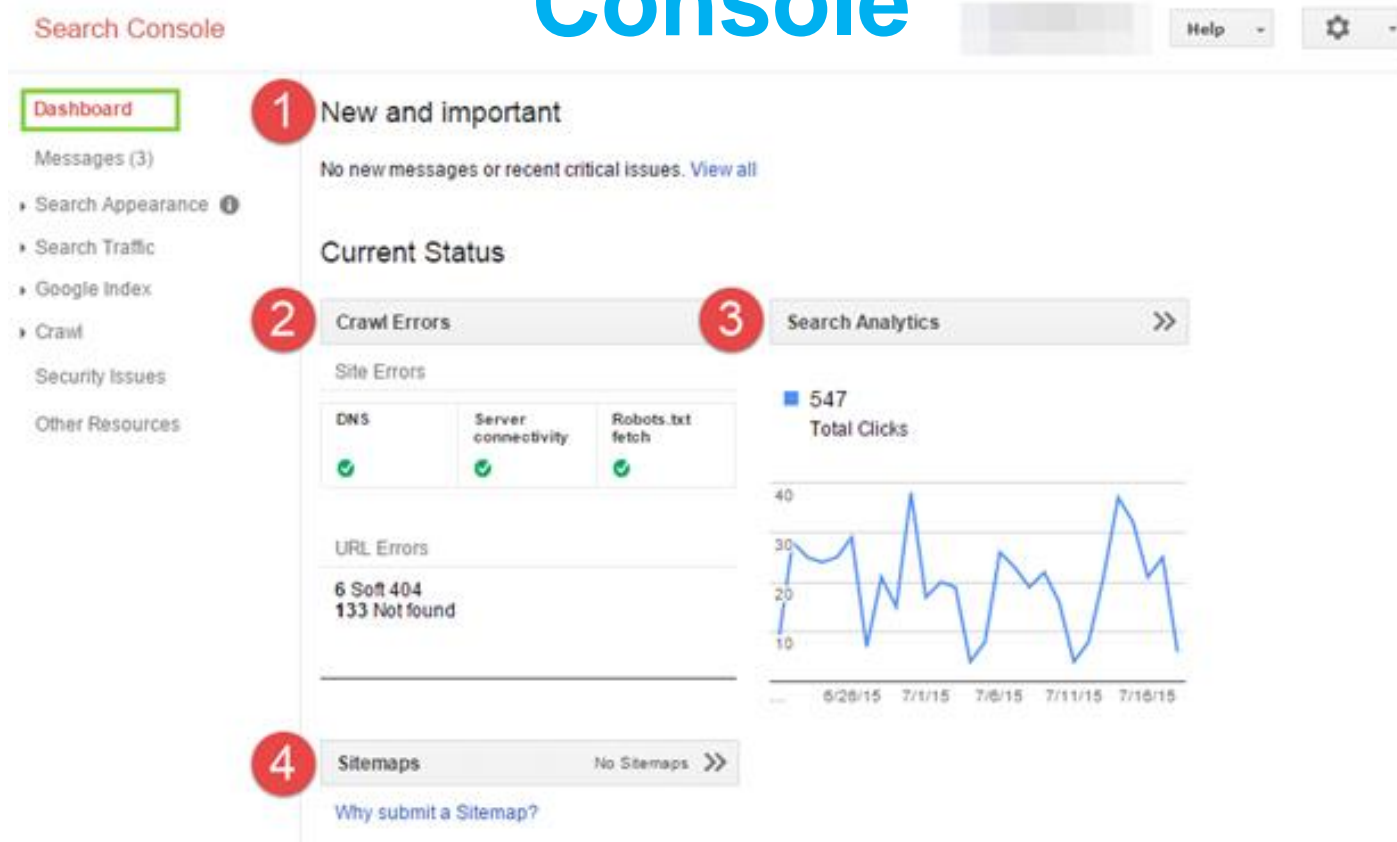 Console
Search Console
Help
Dashboard
Messages (3)
Search Appearance
Search Traffic
Google Index
Crawl
Security Issues
Other Resources
1
New and important
No new messages or recent critical issues. View all
Current Status
2
Crawl Errors
Site Errors
DNS
Server
connectivity
Robots.txt
fetch
URL Errors
6 Soft 404
133 Not found
3
Search Analytics
547
Total Clicks
40
30
20
10
... 6/26/15 7/1/15 7/6/15 7/11/15 7/16/15
4
Sitemaps No Sitemaps
Why submit a Sitemap?